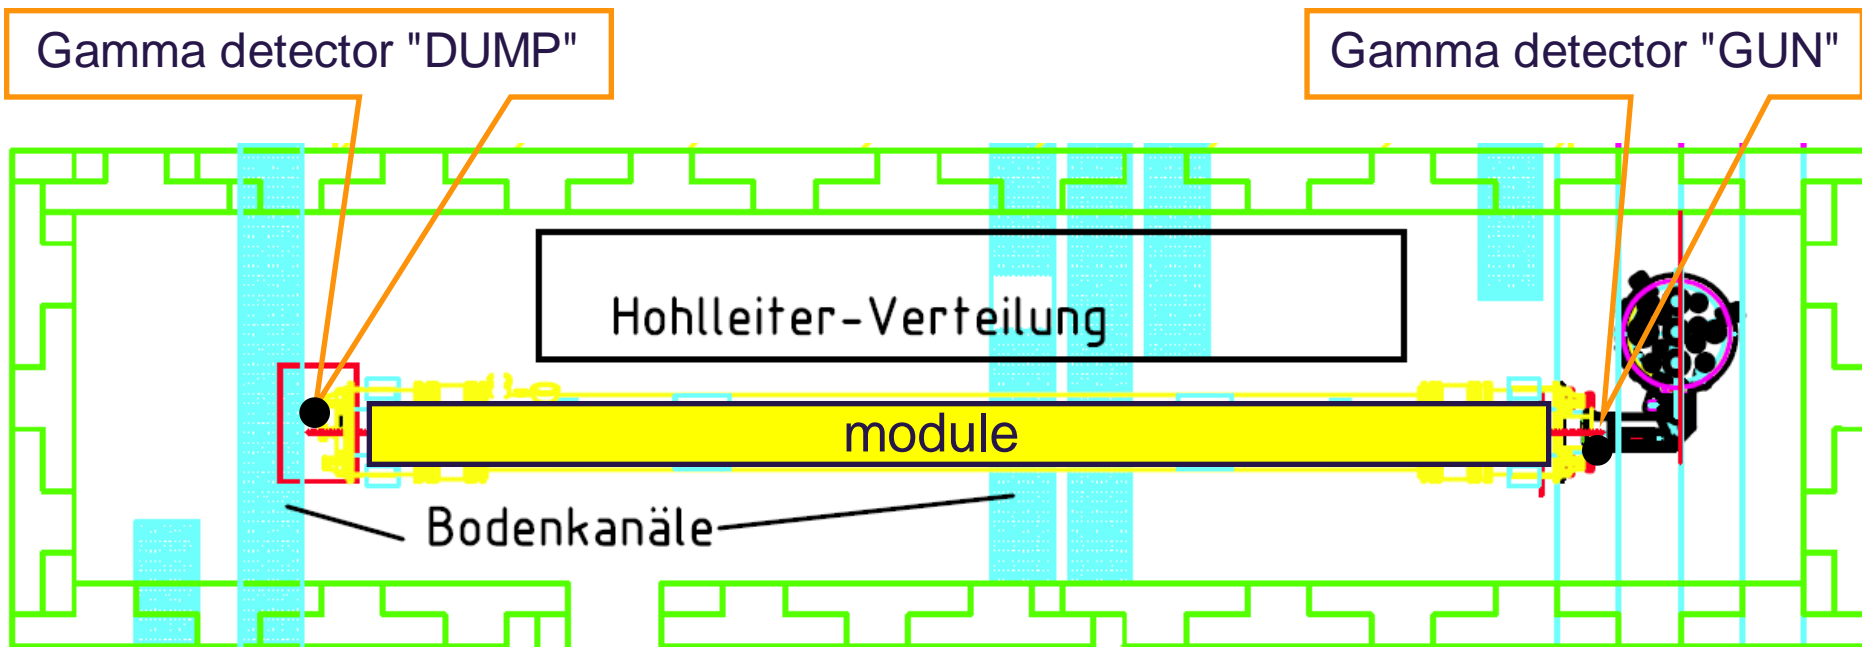 Gamma detector "DUMP"
Gamma detector "GUN"
Hohlleiter-Verteilung
module
Bodenkanäle